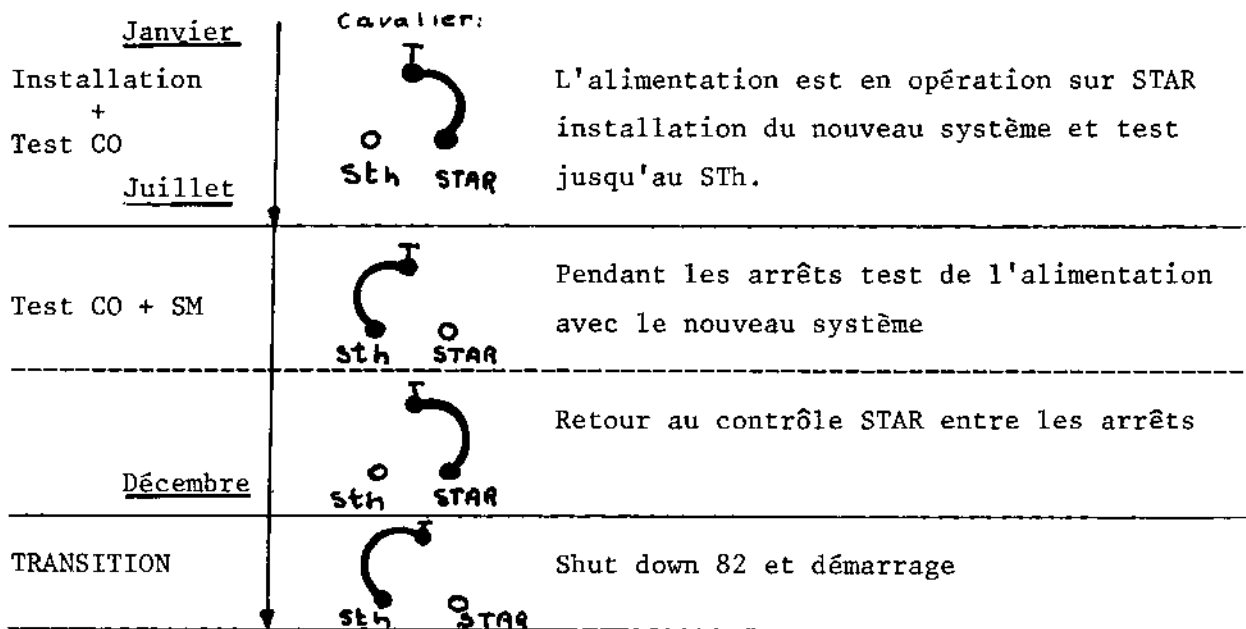 Janvier
Cavalier:
Installation
+
Test CO
T
Sth STAR
L'alimentation est en opération sur STAR
installation du nouveau système et test
jusqu'au STh.
Juillet
Test CO + SM
T
Sth STAR
Pendant les arrêts test de l'alimentation
avec le nouveau système
T
Sth STAR
Retour au contrôle STAR entre les arrêts
Décembre
TRANSITION
T
Sth STAR
Shut down 82 et démarrage